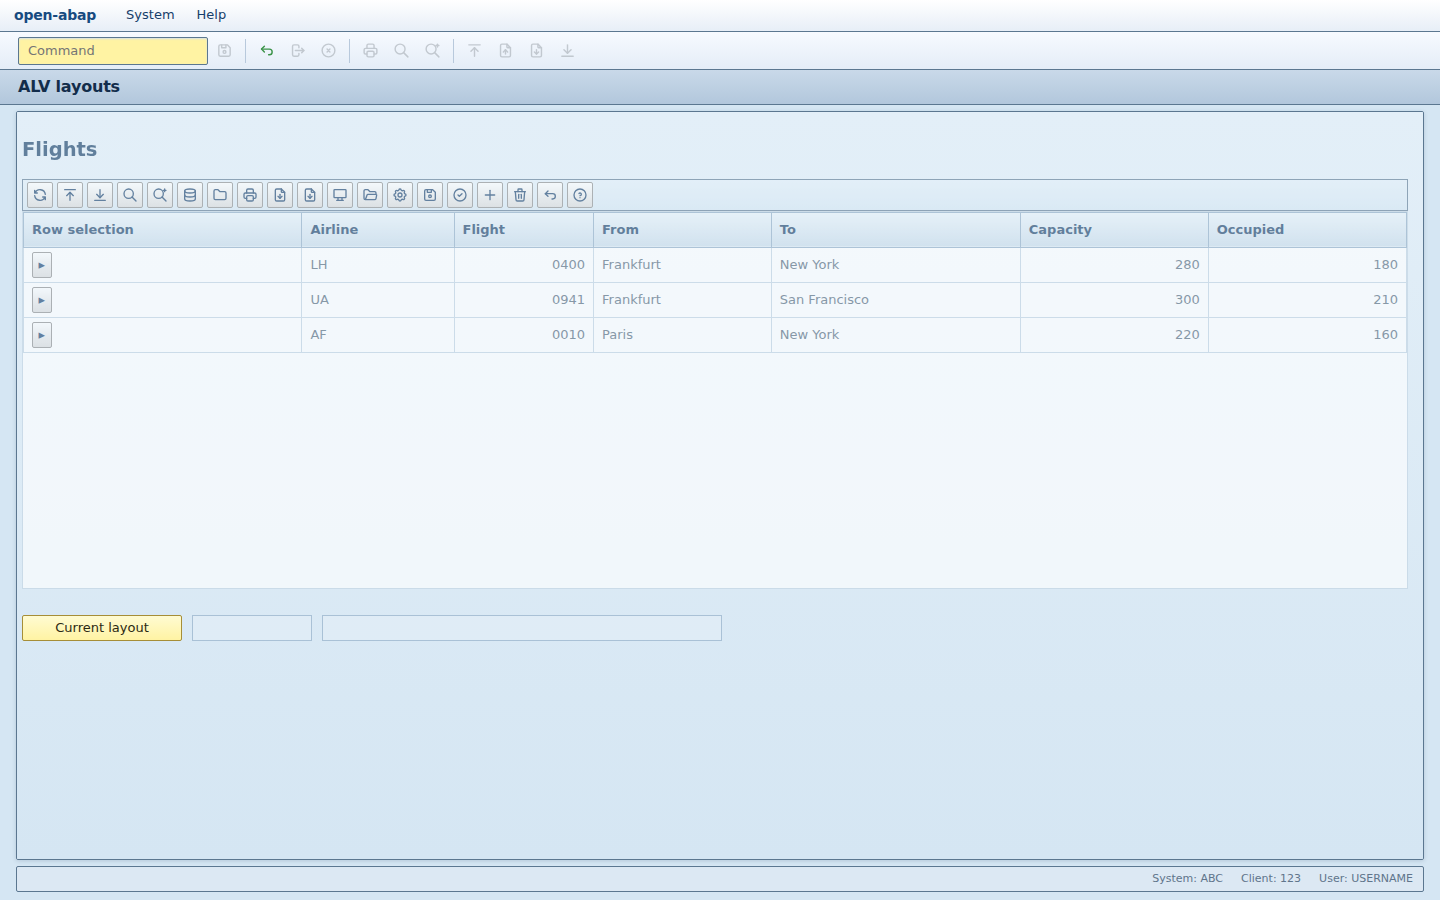 open-abap System Help
Command
ALV layouts
Flights
Row selection Airline Flight From To Capacity Occupied
LH 0400 Frankfurt New York 280 180
UA 0941 Frankfurt San Francisco 300 210
AF 0010 Paris New York 220 160
Current layout
System: ABC Client: 123 User: USERNAME